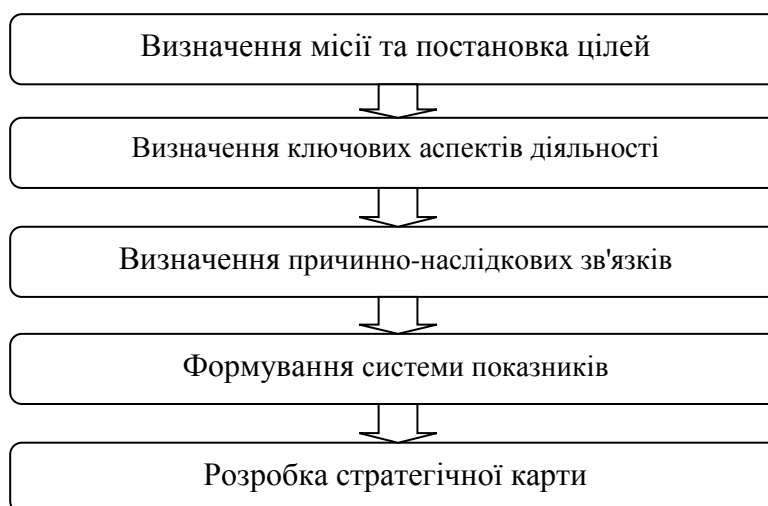 Визначення місії та постановка цілей
Визначення ключових аспектів діяльності
Визначення причинно-наслідкових зв'язків
Формування системи показників
Розробка стратегічної карти